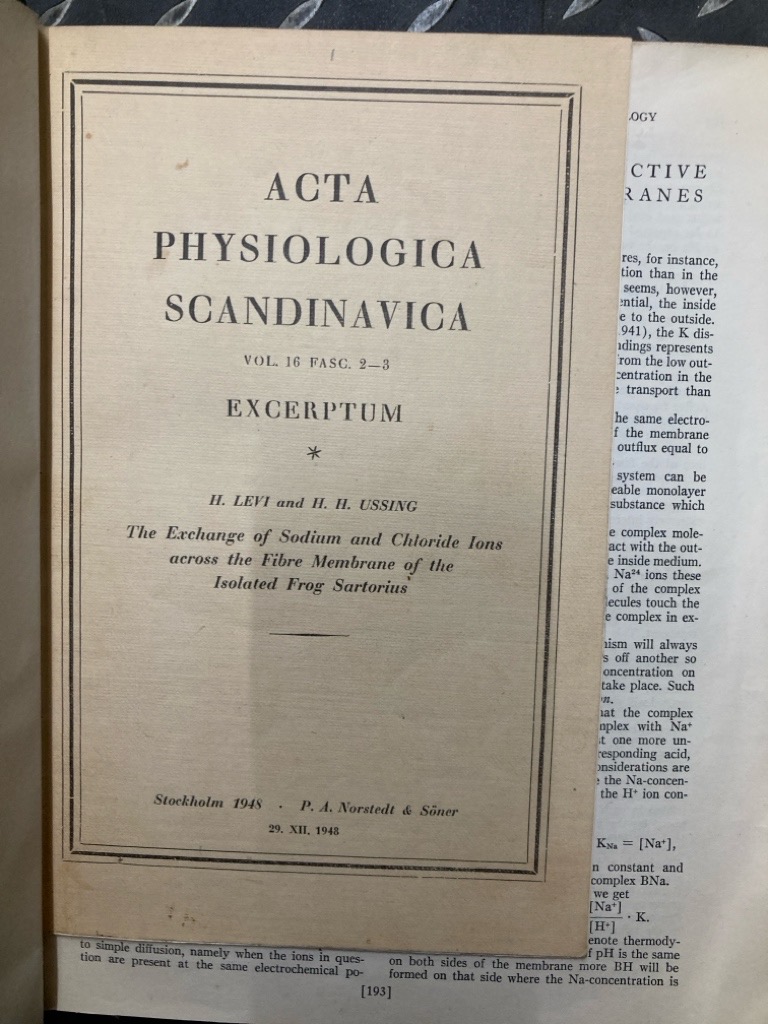 ACTA
PHYSIOLOGICA
SCANDINAVICA
VOL. 16 FASC. 2—3
EXCERPTUM
*
H. LEVI and H. H. USSING
The Exchange of Sodium and Chloride Ions
across the Fibre Membrane of the
Isolated Frog Sartorius
Stockholm 1948 · P. A. Norstedt & Söner
29. XII. 1948
OGY
CTIVE
RANES
res, for instance,
tion than in the
seems, however,
ential, the inside
e to the outside.
941), the K dis-
ndings represents
rom the low out-
centration in the
transport than
he same electro-
f the membrane
outflux equal to
system can be
eable monolayer
substance which
e complex mole-
act with the out-
e inside medium.
Na²⁴ ions these
of the complex
ecules touch the
e complex in ex-
nism will always
s off another so
oncentration on
take place. Such
n.
hat the complex
mplex with Na⁺
t one more un-
responding acid,
onsiderations are
the Na-concen-
the H⁺ ion con-
K_Na = [Na⁺],
n constant and
complex BNa.
we get
[Na⁺]
[H⁺] · K.
enote thermody-
f pH is the same
to simple diffusion, namely when the ions in ques-
tion are present at the same electrochemical po-
on both sides of the membrane more BH will be
formed on that side where the Na-concentration is
[193]